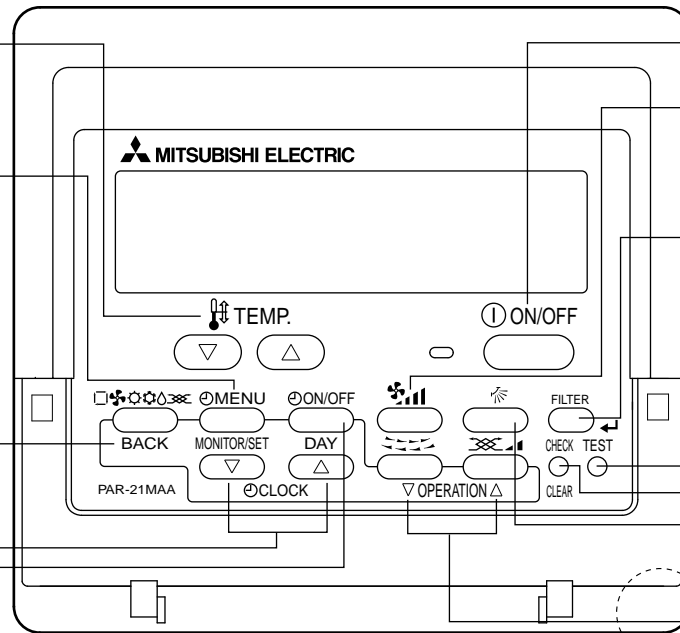 MITSUBISHI ELECTRIC
TEMP.
ON/OFF
MENU
ON/OFF
FILTER
BACK
MONITOR/SET
DAY
CHECK
TEST
PAR-21MAA
CLOCK
OPERATION
CLEAR